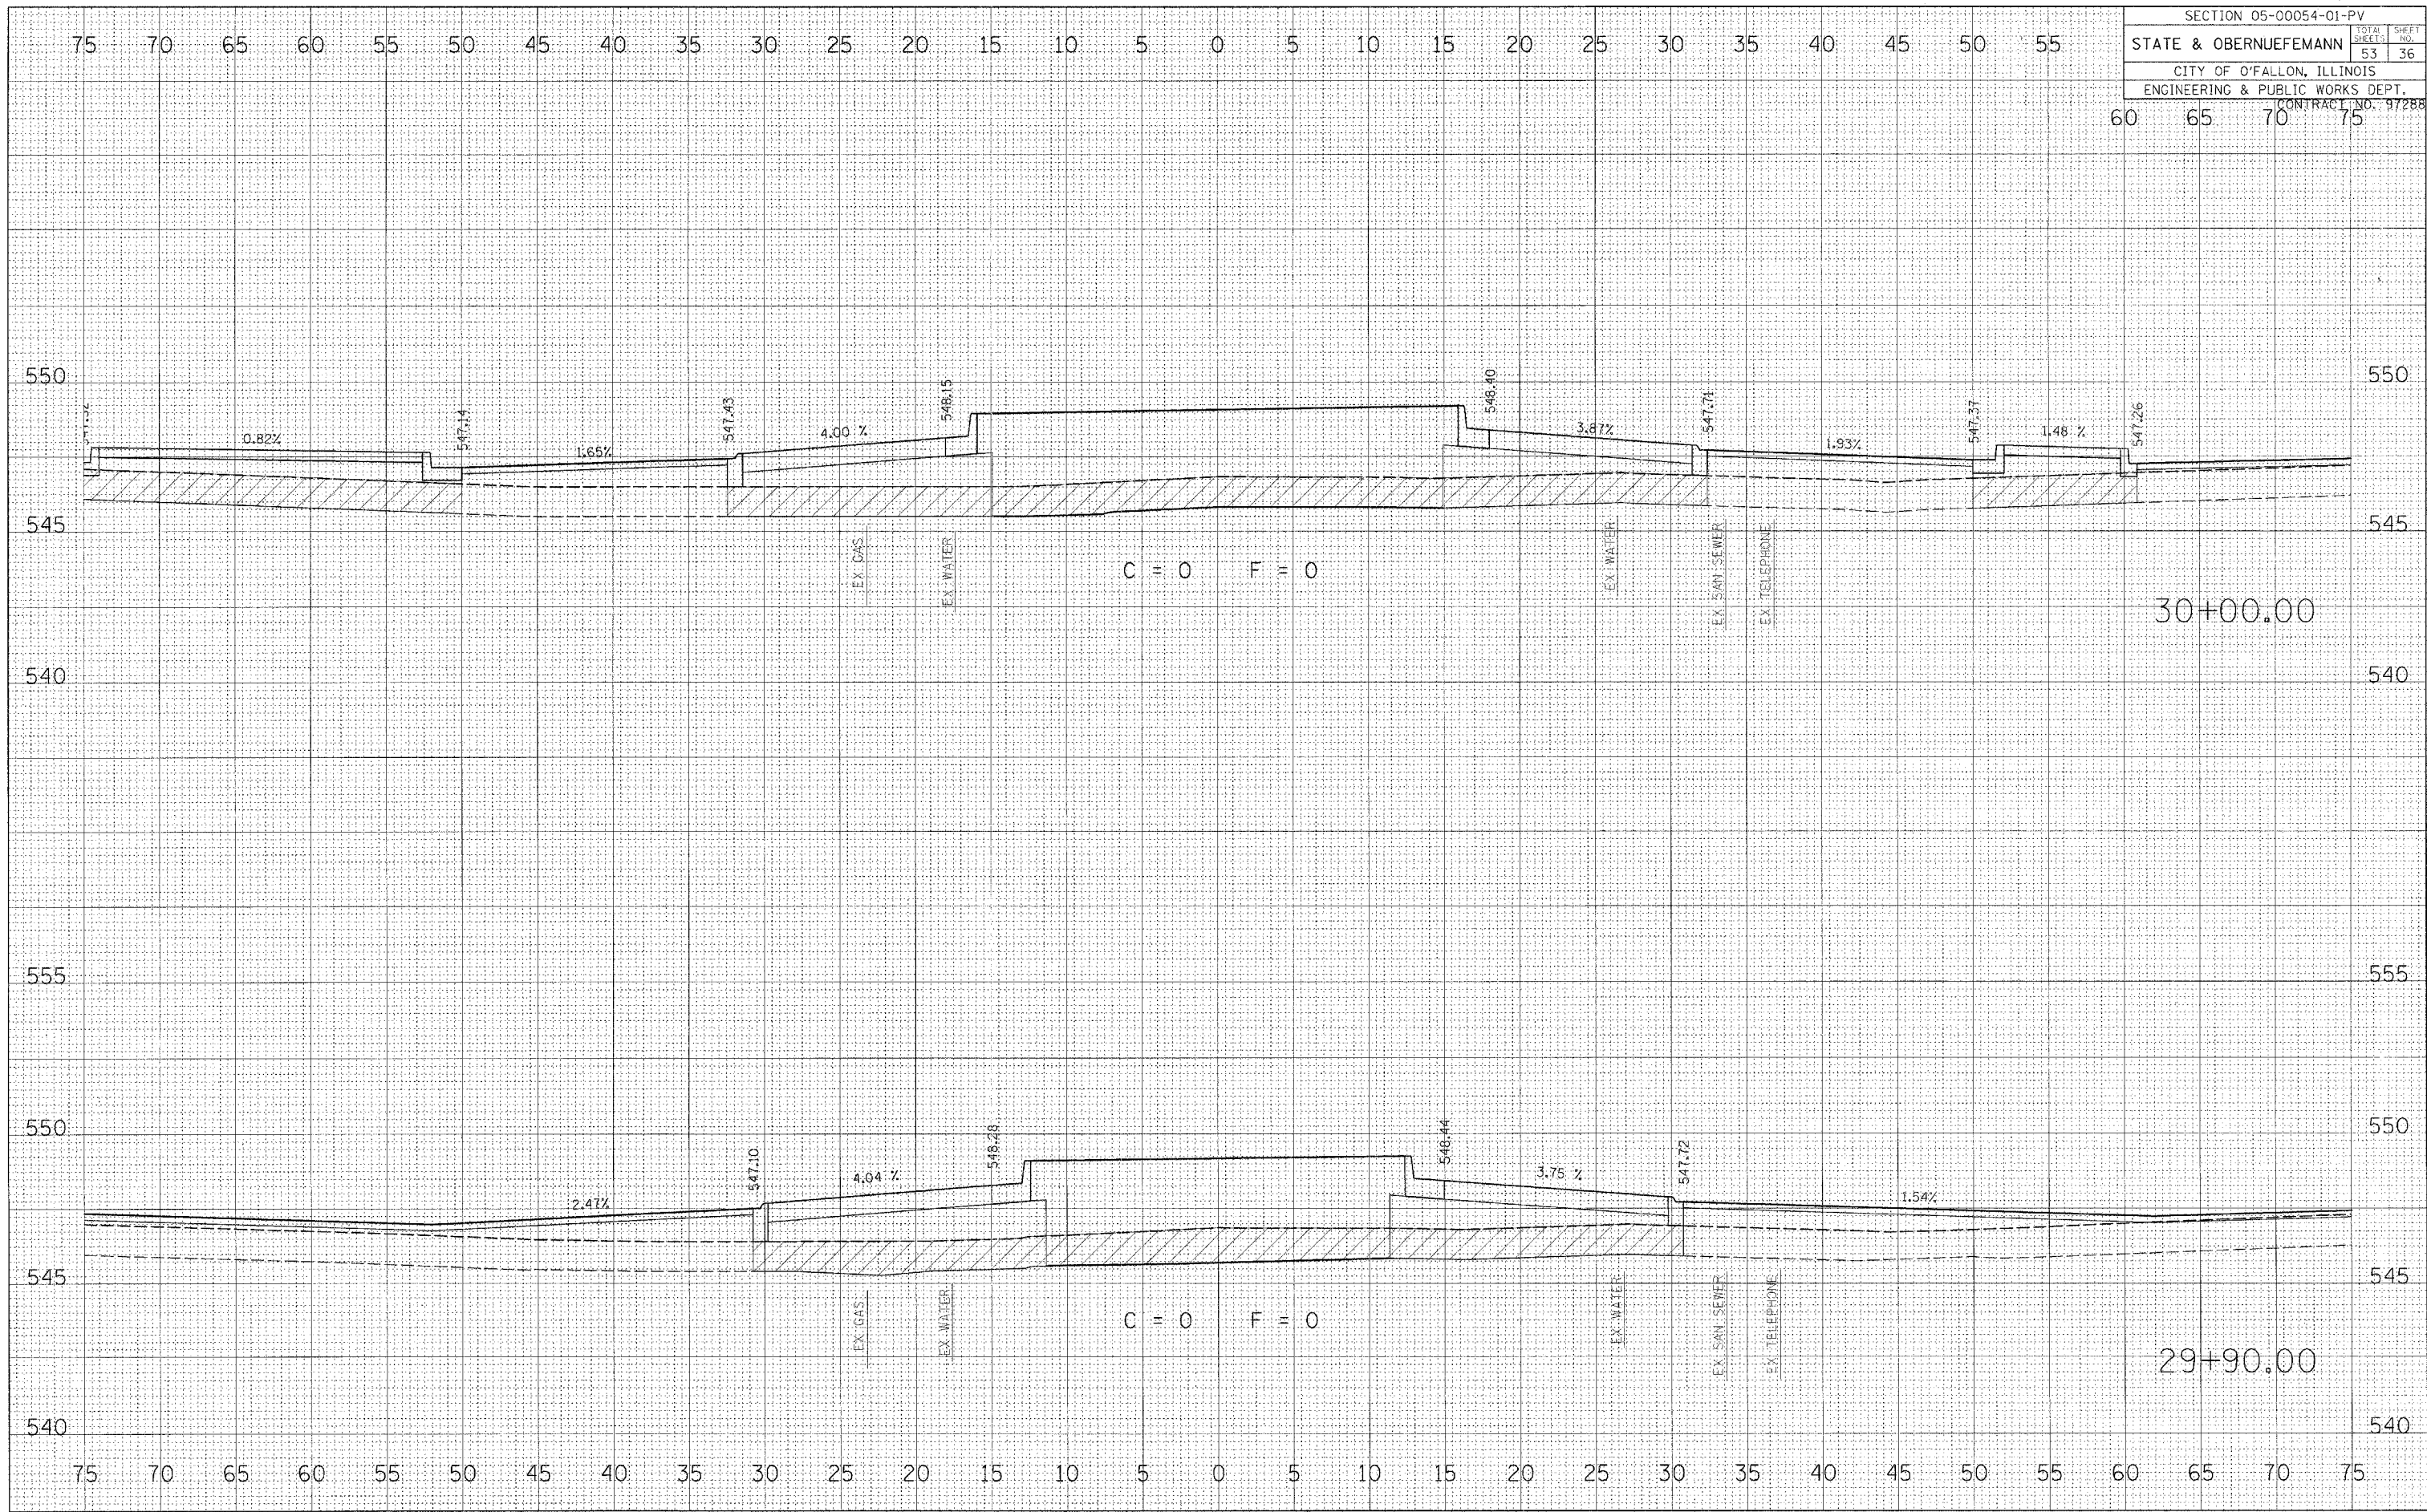 SECTION 05-00054-01-PV
STATE & OBERNUEFEMANN
TOTAL SHEETS
SHEET NO.
53 36
CITY OF O'FALLON, ILLINOIS
ENGINEERING & PUBLIC WORKS DEPT.
CONTRACT NO. 97288
75 70 65 60 55 50 45 40 35 30 25 20 15 10 5 0 5 10 15 20 25 30 35 40 45 50 55
60 65 70 75
550 550
547.14
547.43
548.15
548.40
547.71
547.37
547.26
0.82%
1.65%
4.00 %
3.87%
1.93%
1.48 %
545 545
EX GAS
EX WATER
C = 0 F = 0
EX WATER
EX SAN SEWER
EX TELEPHONE
30+00.00
540 540
555 555
550 550
547.10
548.28
548.44
547.72
2.47%
4.04 %
3.75 %
1.54%
545 545
EX GAS
EX WATER
C = 0 F = 0
EX WATER
EX SAN SEWER
EX TELEPHONE
29+90.00
540 540
75 70 65 60 55 50 45 40 35 30 25 20 15 10 5 0 5 10 15 20 25 30 35 40 45 50 55 60 65 70 75